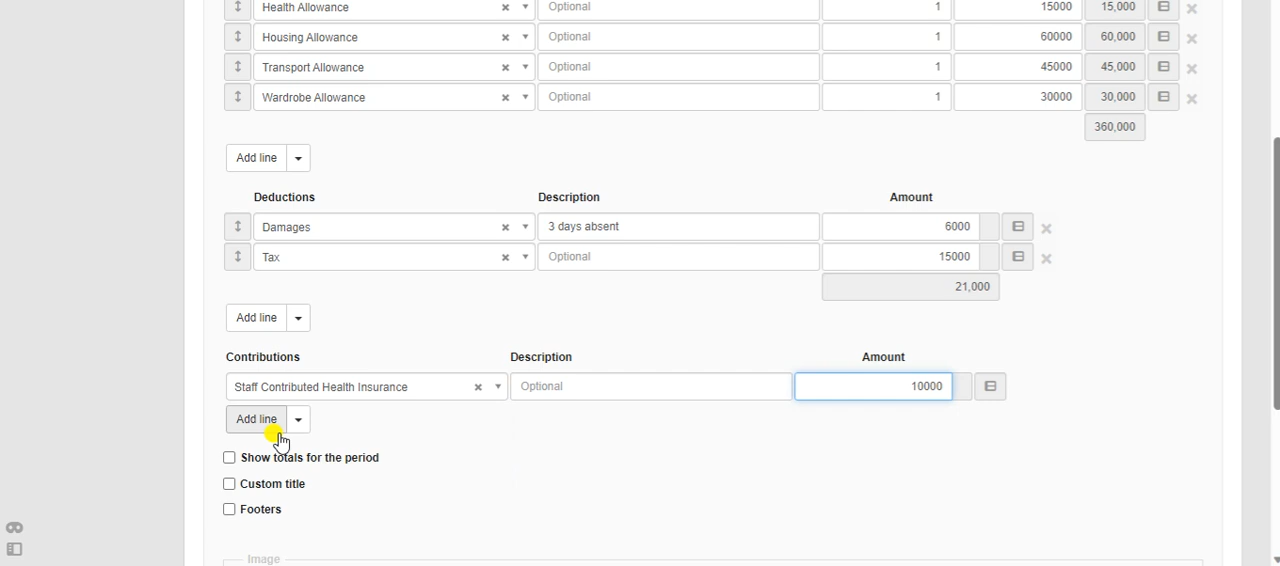 Health Allowance Optional 1 15000 15,000
Housing Allowance Optional 1 60000 60,000
Transport Allowance Optional 1 45000 45,000
Wardrobe Allowance Optional 1 30000 30,000
360,000
Add line
Deductions Description Amount
Damages 3 days absent 6000
Tax Optional 15000
21,000
Add line
Contributions Description Amount
Staff Contributed Health Insurance Optional 10000
Add line
Show totals for the period
Custom title
Footers
Image